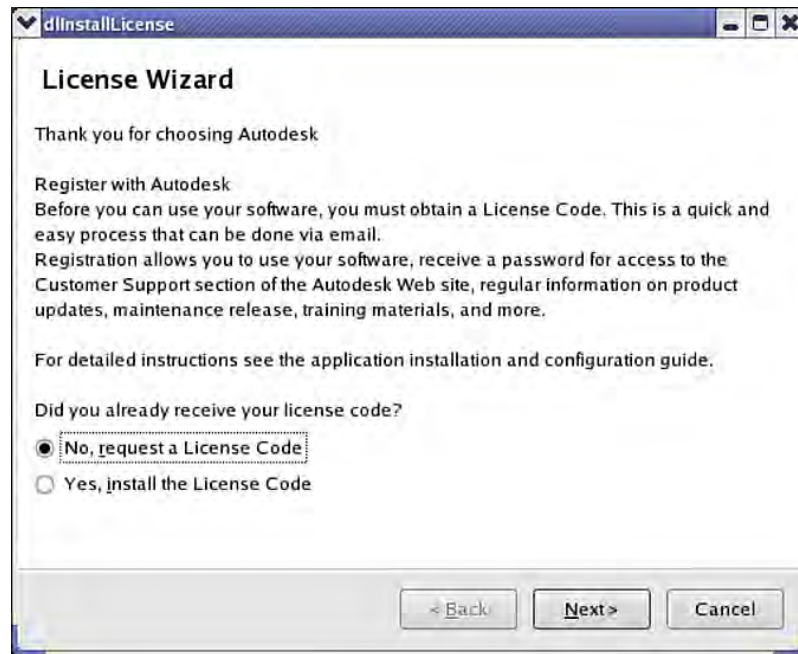 dlInstallLicense
License Wizard
Thank you for choosing Autodesk
Register with Autodesk
Before you can use your software, you must obtain a License Code. This is a quick and
easy process that can be done via email.
Registration allows you to use your software, receive a password for access to the
Customer Support section of the Autodesk Web site, regular information on product
updates, maintenance release, training materials, and more.
For detailed instructions see the application installation and configuration guide.
Did you already receive your license code?
No, request a License Code
Yes, install the License Code
< Back Next > Cancel